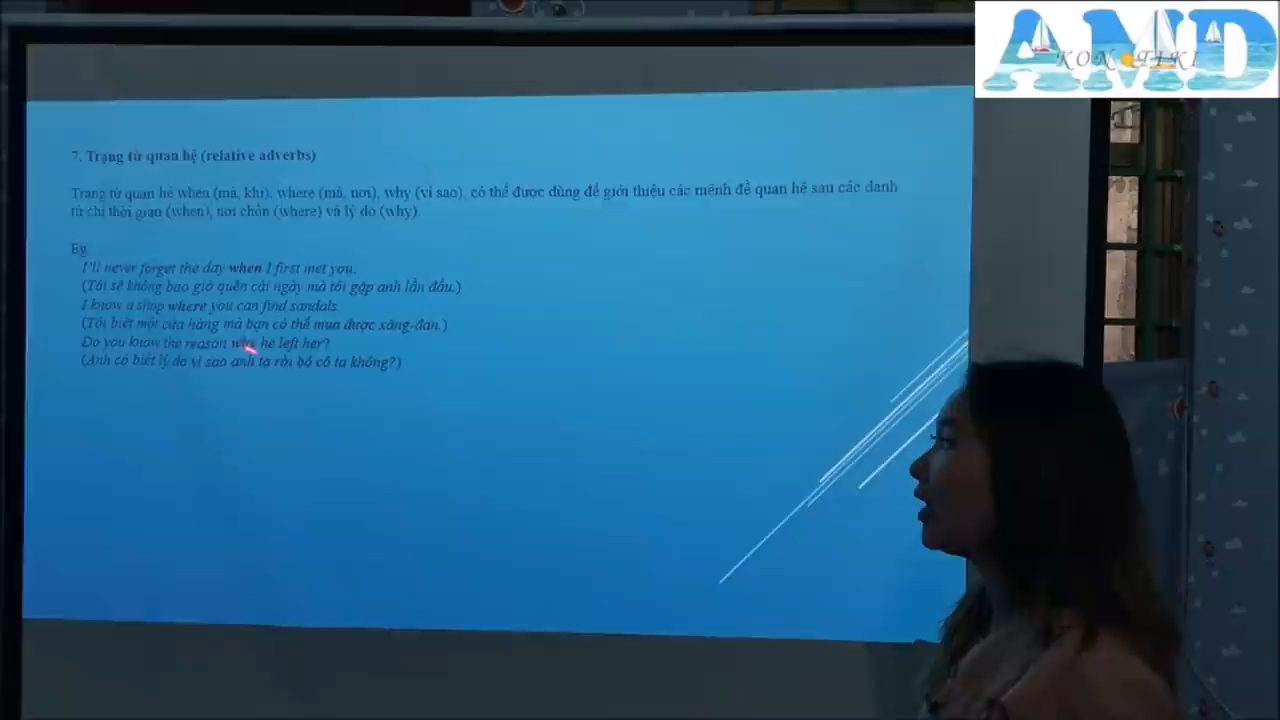 AMD
KON TIKI
7. Trạng từ quan hệ (relative adverbs)
Trạng từ quan hệ when (mà, khi), where (mà, nơi), why (vì sao), có thể được dùng để giới thiệu các mệnh đề quan hệ sau các danh
từ chỉ thời gian (when), nơi chốn (where) và lý do (why).
Eg:
I'll never forget the day when I first met you.
(Tôi sẽ không bao giờ quên cái ngày mà tôi gặp anh lần đầu.)
I know a shop where you can find sandals.
(Tôi biết một cửa hàng mà bạn có thể mua được xăng-đan.)
Do you know the reason why he left her?
(Anh có biết lý do vì sao anh ta rời bỏ cô ta không?)